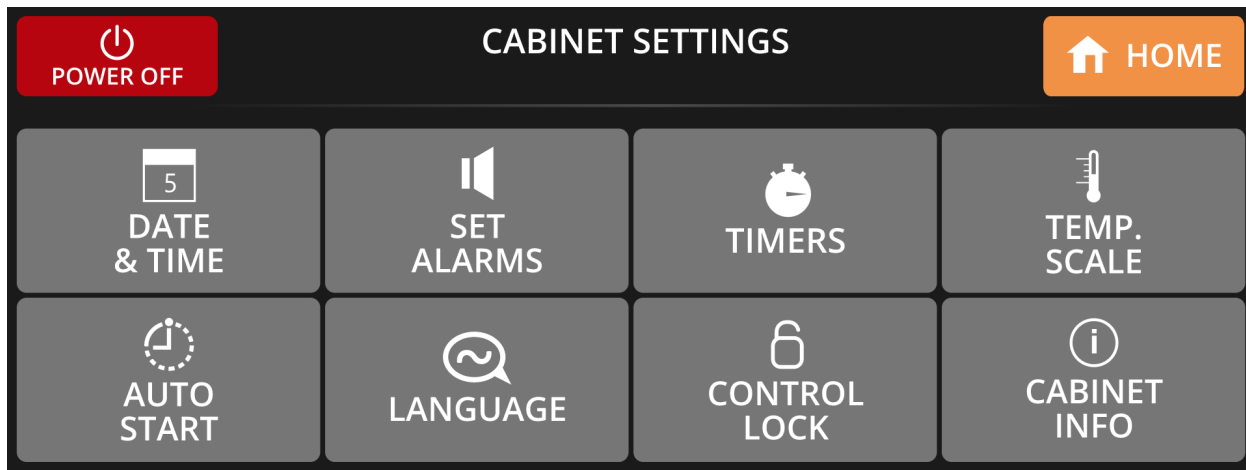 POWER OFF
CABINET SETTINGS
HOME
5
DATE
& TIME
SET
ALARMS
TIMERS
TEMP.
SCALE
AUTO
START
LANGUAGE
CONTROL
LOCK
i
CABINET
INFO